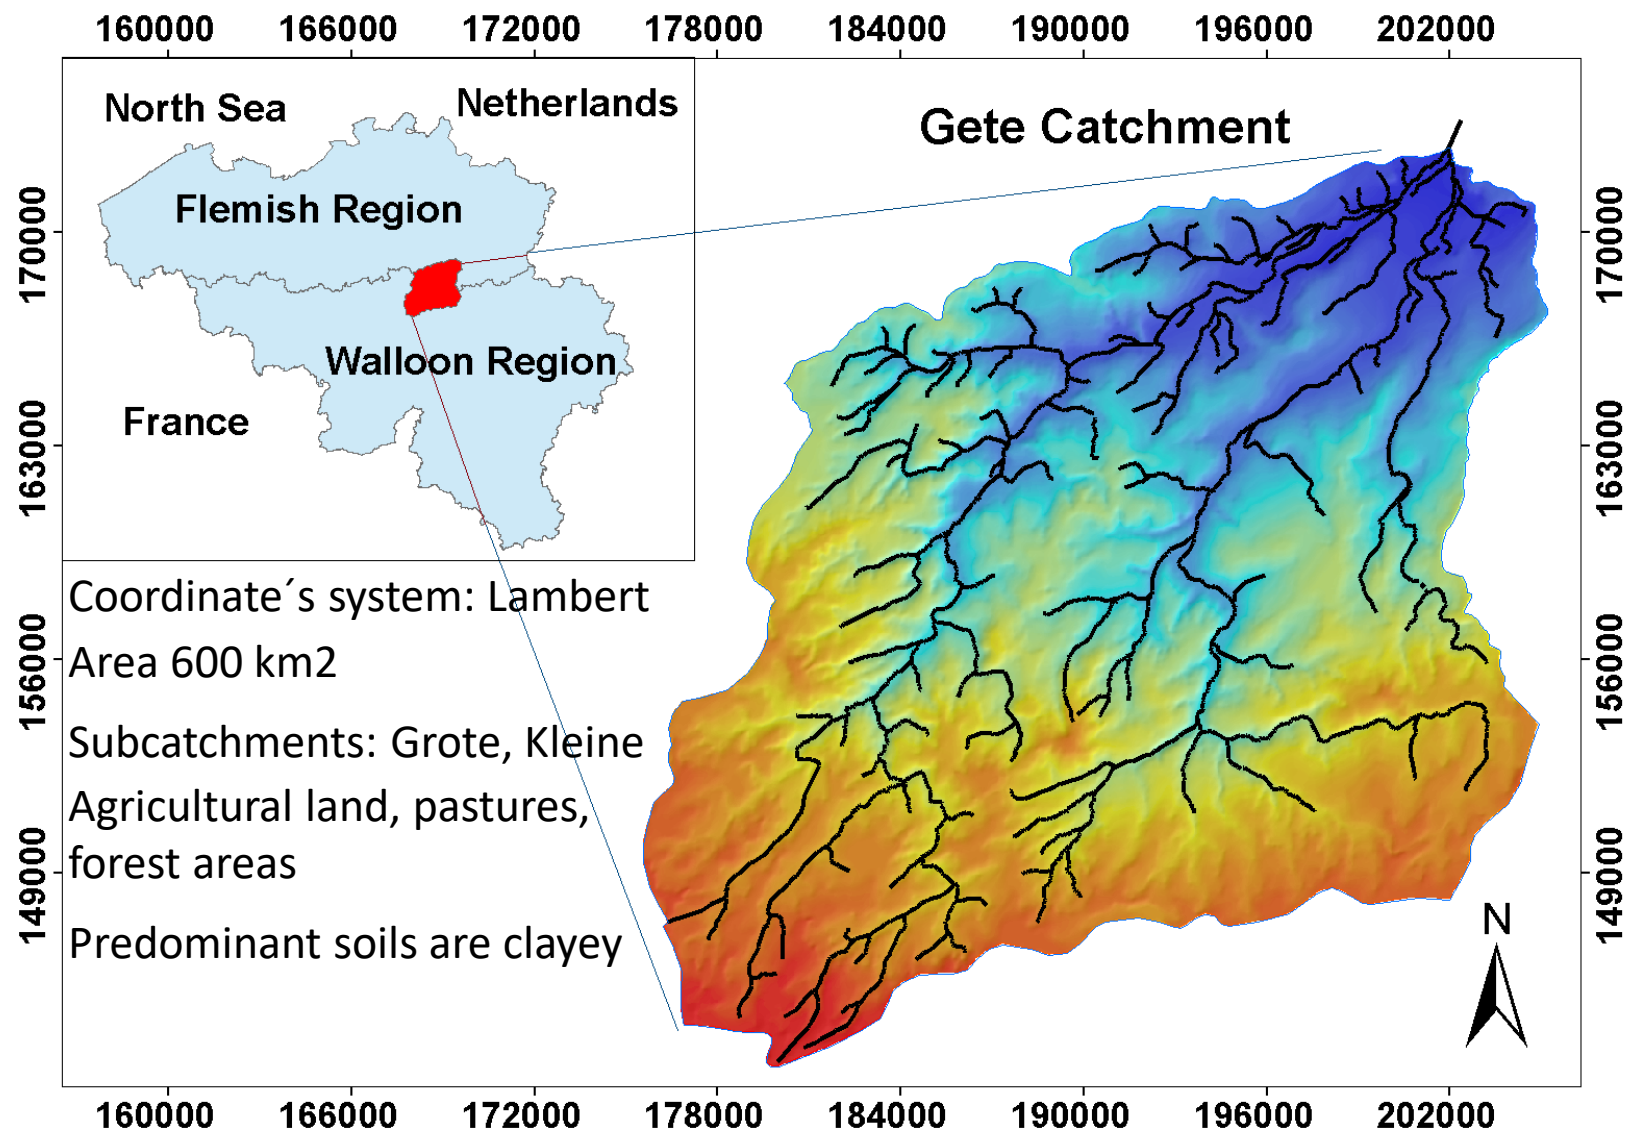 160000 166000 172000 178000 184000 190000 196000 202000
North Sea
Netherlands
Gete Catchment
Flemish Region
Walloon Region
France
170000
163000
156000
149000
170000
163000
156000
149000
Coordinate´s system: Lambert
Area 600 km2
Subcatchments: Grote, Kleine
Agricultural land, pastures,
forest areas
Predominant soils are clayey
N
160000 166000 172000 178000 184000 190000 196000 202000